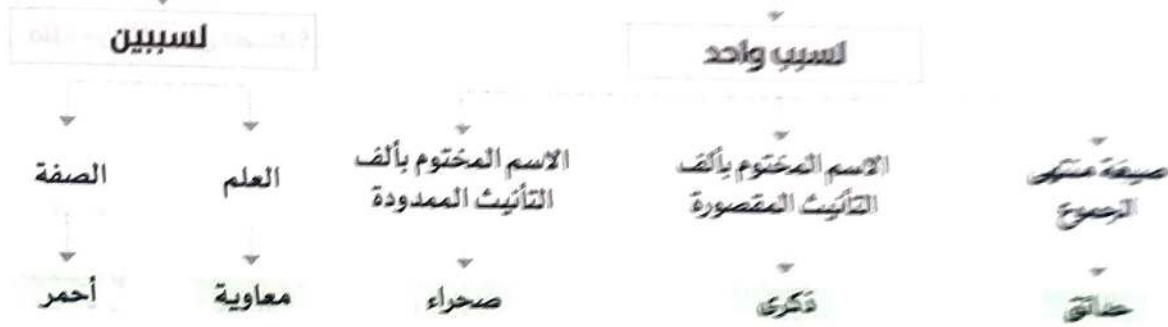 لسبب واحد
لسببين
صيغة منتهى
الجموع
الاسم المختوم بألف
التأنيث المقصورة
الاسم المختوم بألف
التأنيث الممدودة
العلم
الصفة
ذكرى
صحراء
معاوية
أحمر